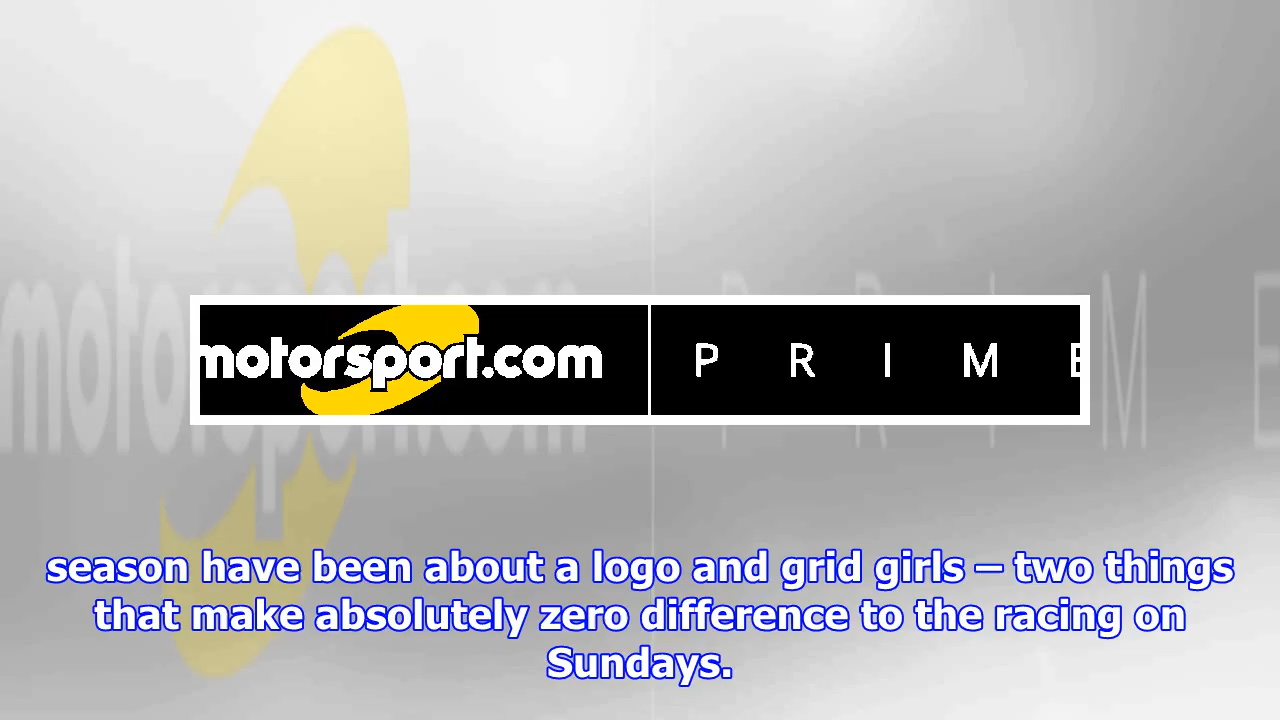 motorsport.com PRIME
season have been about a logo and grid girls – two things
that make absolutely zero difference to the racing on
Sundays.